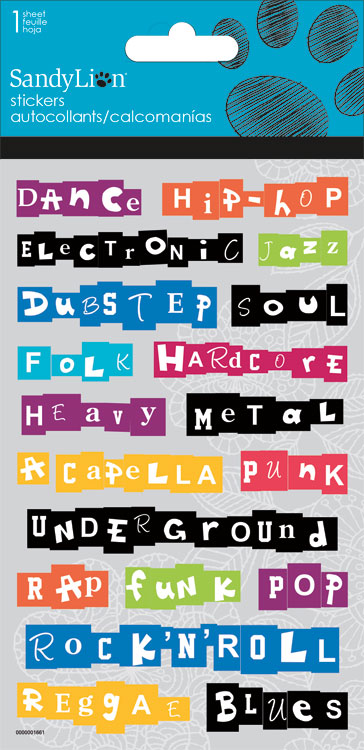 1 sheet
feuille
hoja
SandyLion
stickers
autocollants/calcomanías
DANCe HiP-hOP
ELecTrONiC Jazz
DUBSTEP SOUL
FOLK HARdCORE
HEavy METAL
A CaPELLA PUNK
UNDERGROUnd
RAP funK POP
ROCK'N'ROLL
REGGAE BLUES
0000001661